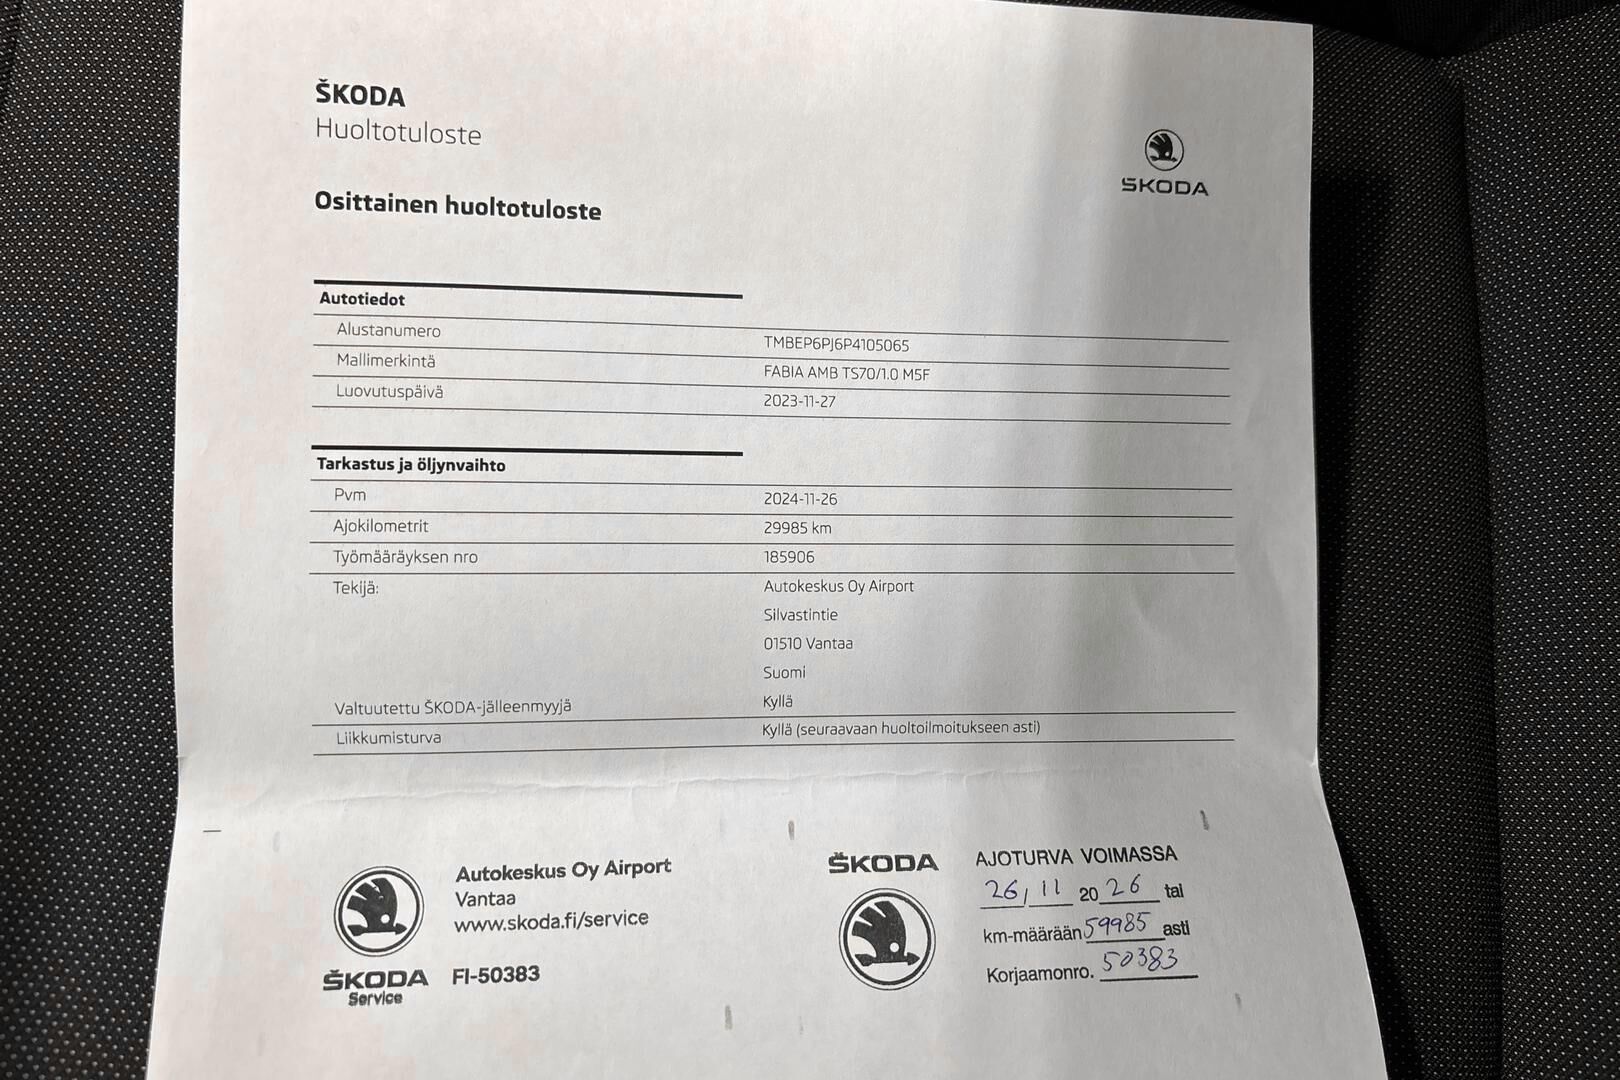 ŠKODA
Huoltotuloste
ŠKODA
Osittainen huoltotuloste
Autotiedot
Alustanumero TMBEP6PJ6P4105065
Mallimerkintä FABIA AMB TS70/1.0 M5F
Luovutuspäivä 2023-11-27
Tarkastus ja öljynvaihto
Pvm 2024-11-26
Ajokilometrit 29985 km
Työmääräyksen nro 185906
Tekijä: Autokeskus Oy Airport
Silvastintie
01510 Vantaa
Suomi
Valtuutettu ŠKODA-jälleenmyyjä Kyllä
Liikkumisturva Kyllä (seuraavaan huoltoilmoitukseen asti)
Autokeskus Oy Airport
Vantaa
www.skoda.fi/service
ŠKODA FI-50383
Service
ŠKODA AJOTURVA VOIMASSA
26/11 2026 tai
km-määrään 59985 asti
Korjaamonro. 50383